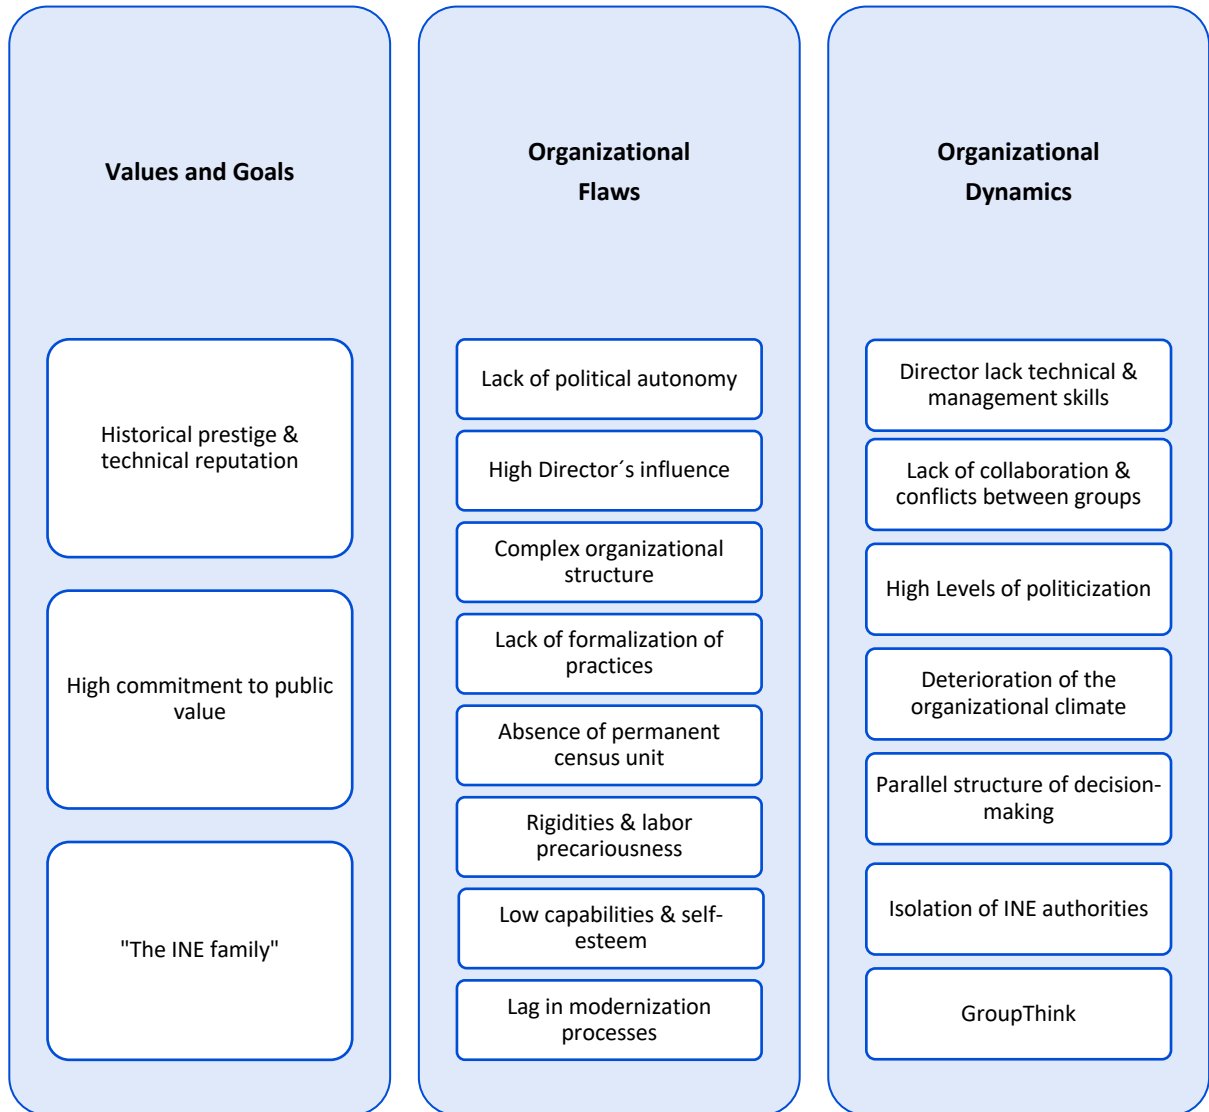 Values and Goals
Historical prestige &
technical reputation
High commitment to public
value
"The INE family"
Organizational
Flaws
Lack of political autonomy
High Director´s influence
Complex organizational
structure
Lack of formalization of
practices
Absence of permanent
census unit
Rigidities & labor
precariousness
Low capabilities & self-
esteem
Lag in modernization
processes
Organizational
Dynamics
Director lack technical &
management skills
Lack of collaboration &
conflicts between groups
High Levels of politicization
Deterioration of the
organizational climate
Parallel structure of decision-
making
Isolation of INE authorities
GroupThink